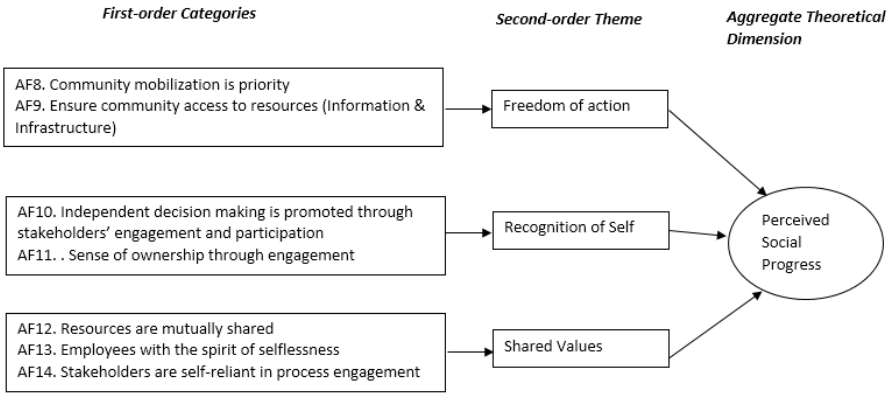 First-order Categories
Second-order Theme
Aggregate Theoretical
Dimension
AF8. Community mobilization is priority
AF9. Ensure community access to resources (Information &
Infrastructure)
Freedom of action
AF10. Independent decision making is promoted through
stakeholders’ engagement and participation
AF11. . Sense of ownership through engagement
Recognition of Self
Perceived
Social
Progress
AF12. Resources are mutually shared
AF13. Employees with the spirit of selflessness
AF14. Stakeholders are self-reliant in process engagement
Shared Values